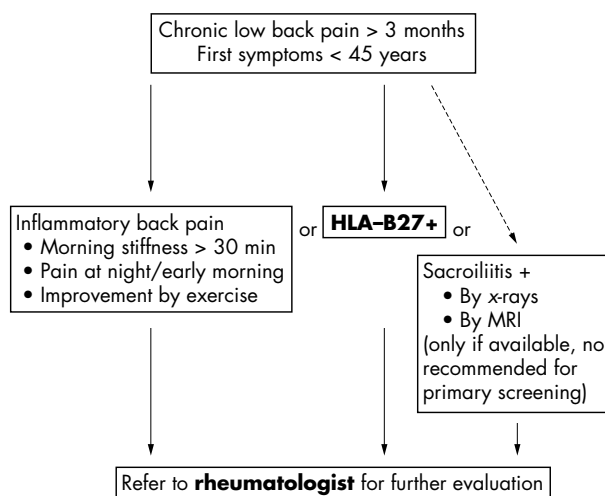 Chronic low back pain > 3 months
First symptoms < 45 years
Inflammatory back pain
• Morning stiffness > 30 min
• Pain at night/early morning
• Improvement by exercise
or
HLA–B27+
or
Sacroiliitis +
• By x-rays
• By MRI
(only if available, no
recommended for
primary screening)
Refer to rheumatologist for further evaluation